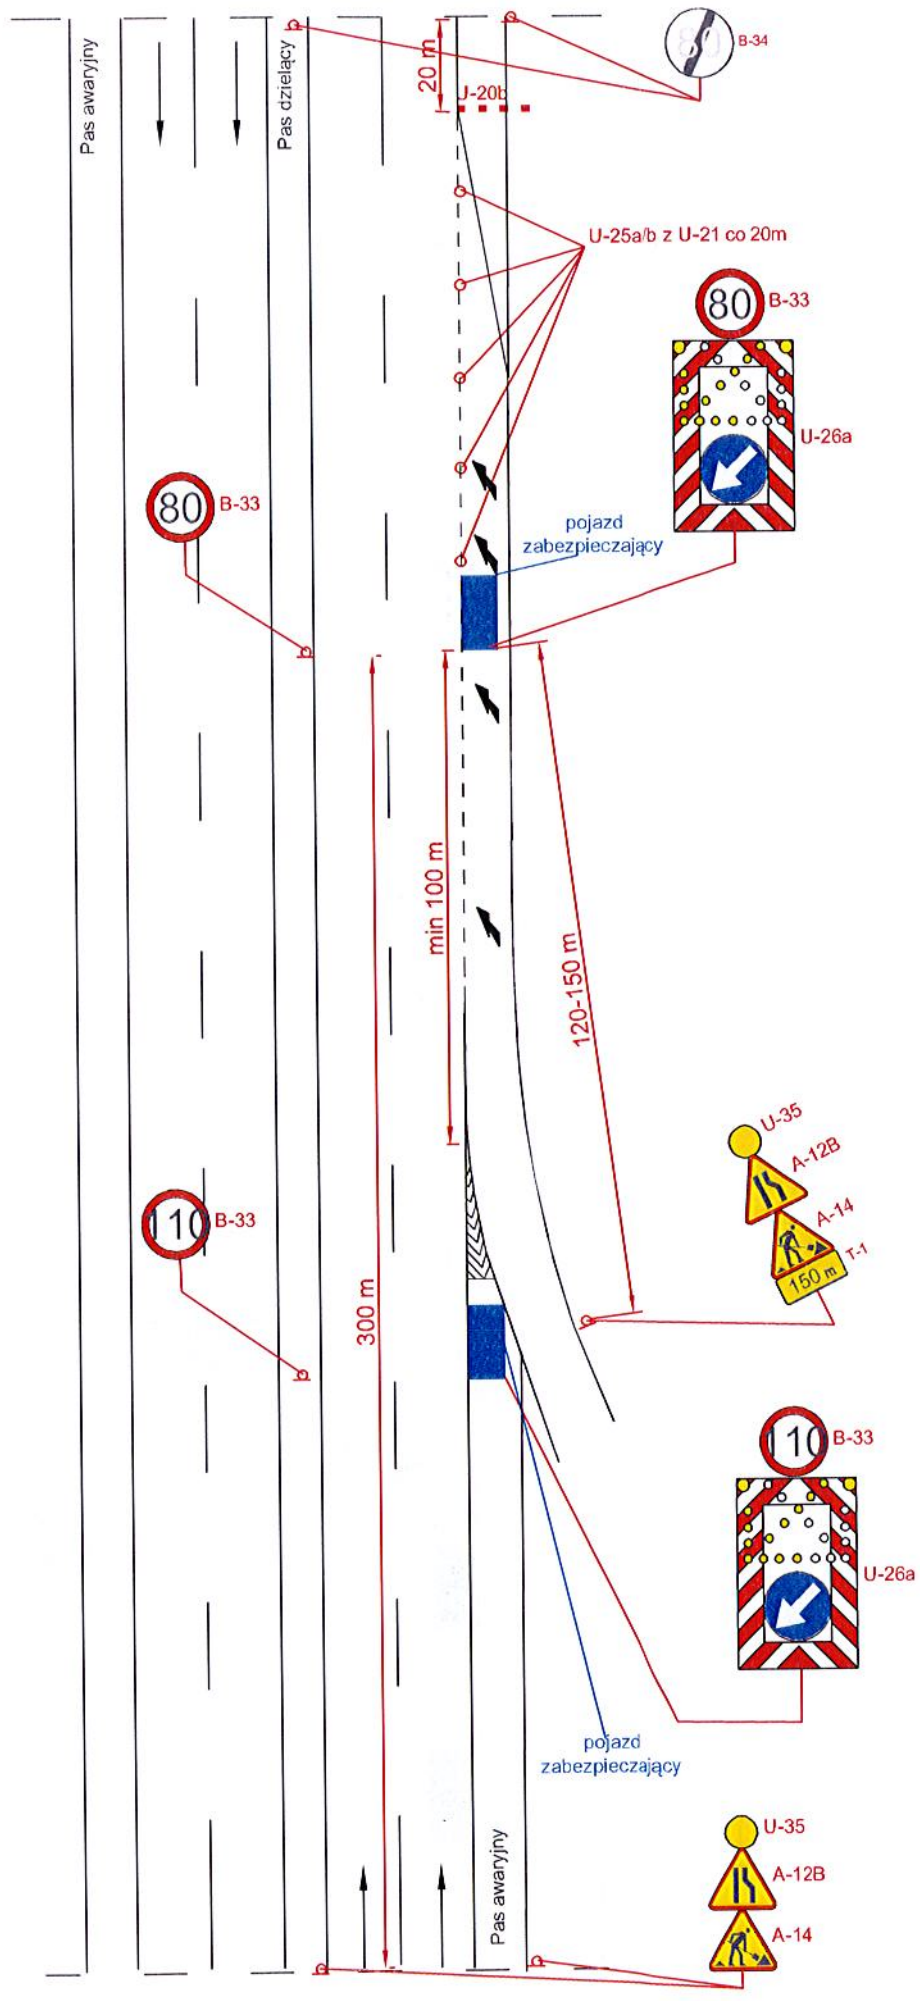 Pas awaryjny
Pas dzielący
20 m
U-20b
80
B-34
U-25a/b z U-21 co 20m
80
B-33
U-26a
80
B-33
pojazd
zabezpieczający
min 100 m
120-150 m
300 m
U-35
A-12B
A-14
T-1
150 m
110
B-33
110
B-33
U-26a
pojazd
zabezpieczający
Pas awaryjny
U-35
A-12B
A-14